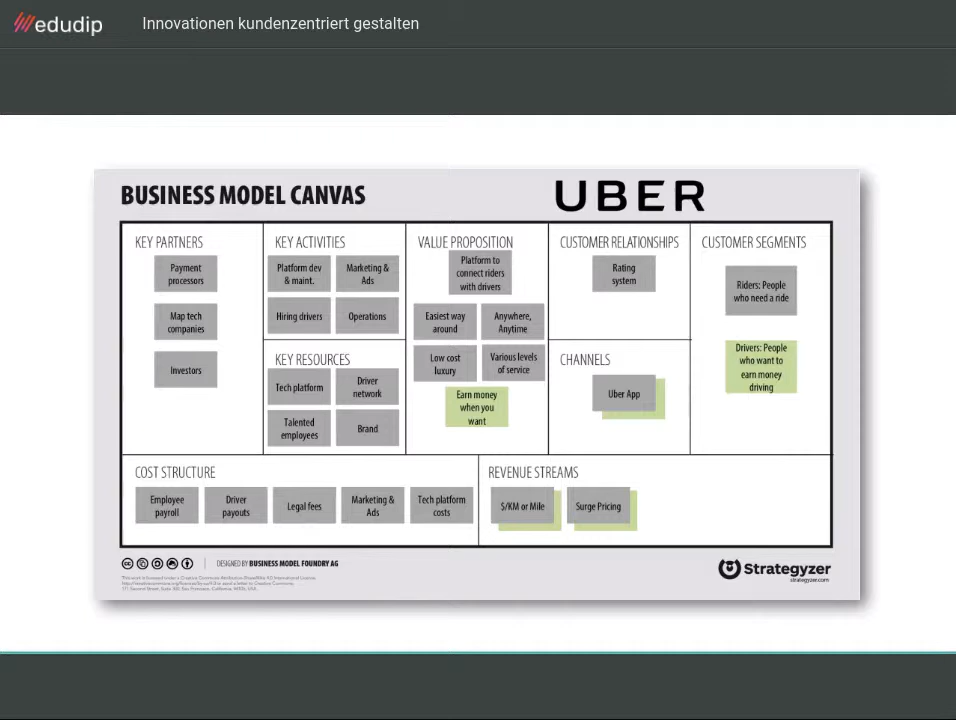 edudip
Innovationen kundenzentriert gestalten
BUSINESS MODEL CANVAS
UBER
KEY PARTNERS
Payment
processors
Map tech
companies
Investors
KEY ACTIVITIES
Platform dev
& maint.
Marketing &
Ads
Hiring drivers
Operations
KEY RESOURCES
Tech platform
Driver
network
Talented
employees
Brand
VALUE PROPOSITION
Platform to
connect riders
with drivers
Easiest way
around
Anywhere,
Anytime
Low cost
luxury
Various levels
of service
Earn money
when you
want
CUSTOMER RELATIONSHIPS
Rating
system
CHANNELS
Uber App
CUSTOMER SEGMENTS
Riders: People
who need a ride
Drivers: People
who want to
earn money
driving
COST STRUCTURE
Employee
payroll
Driver
payouts
Legal fees
Marketing &
Ads
Tech platform
costs
REVENUE STREAMS
$/KM or Mile
Surge Pricing
DESIGNED BY BUSINESS MODEL FOUNDRY AG
Strategyzer
strategyzer.com